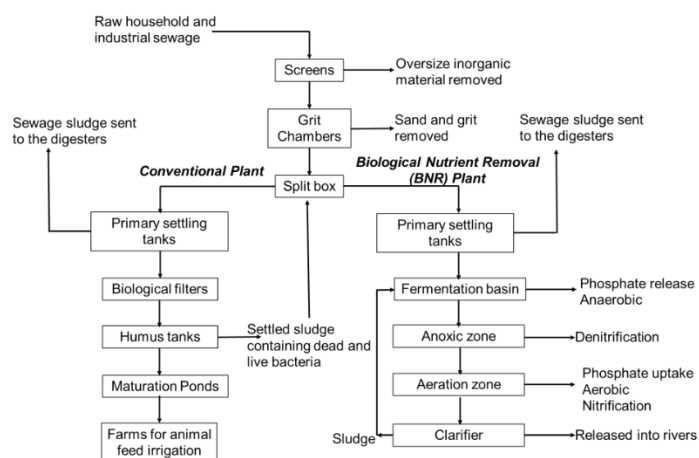 Raw household and
industrial sewage
Screens
Oversize inorganic
material removed
Grit
Chambers
Sand and grit
removed
Sewage sludge sent
to the digesters
Sewage sludge sent
to the digesters
Conventional Plant
Biological Nutrient Removal
(BNR) Plant
Split box
Primary settling
tanks
Primary settling
tanks
Biological filters
Fermentation basin
Phosphate release
Anaerobic
Humus tanks
Settled sludge
containing dead and
live bacteria
Anoxic zone
Denitrification
Maturation Ponds
Aeration zone
Phosphate uptake
Aerobic
Nitrification
Farms for animal
feed irrigation
Sludge
Clarifier
Released into rivers